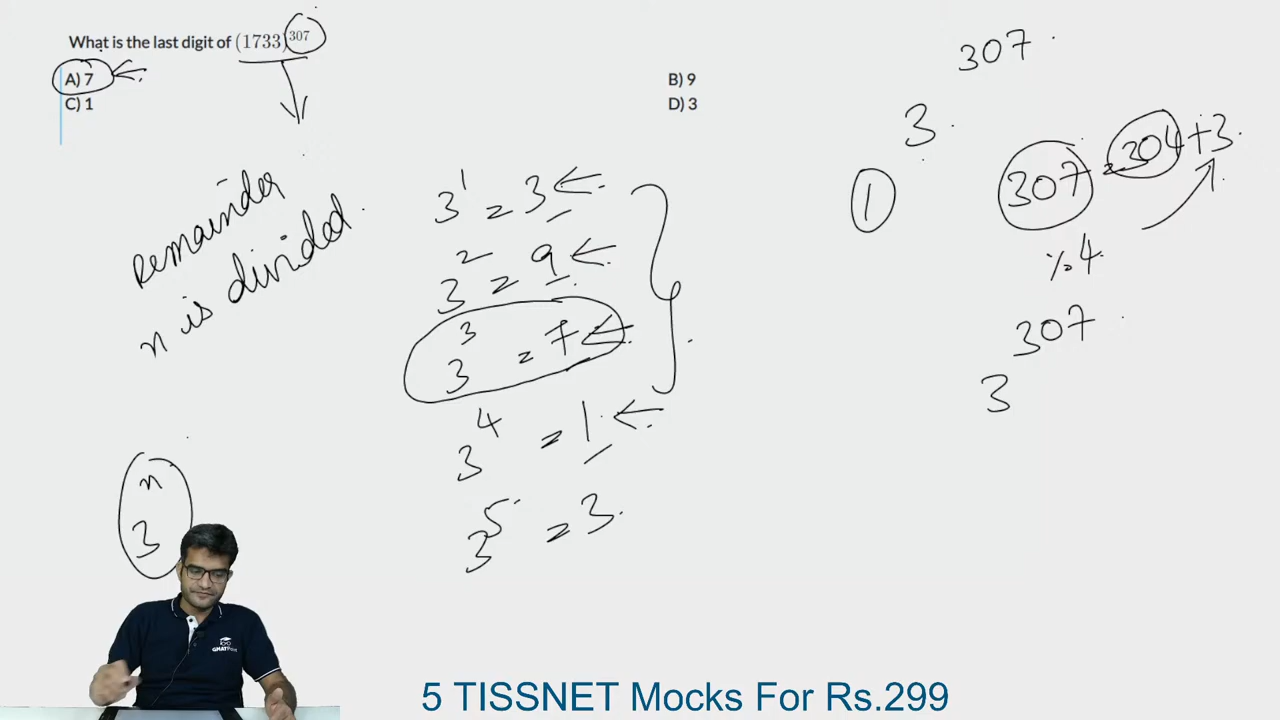 What is the last digit of (1733)^307
A) 7
B) 9
C) 1
D) 3
remainder
n is divided
3^n
3^1 = 3
3^2 = 9
3^3 = 7
3^4 = 1
3^5 = 3
3^307
1
307 = 304 + 3
% 4
3^307
5 TISSNET Mocks For Rs.299